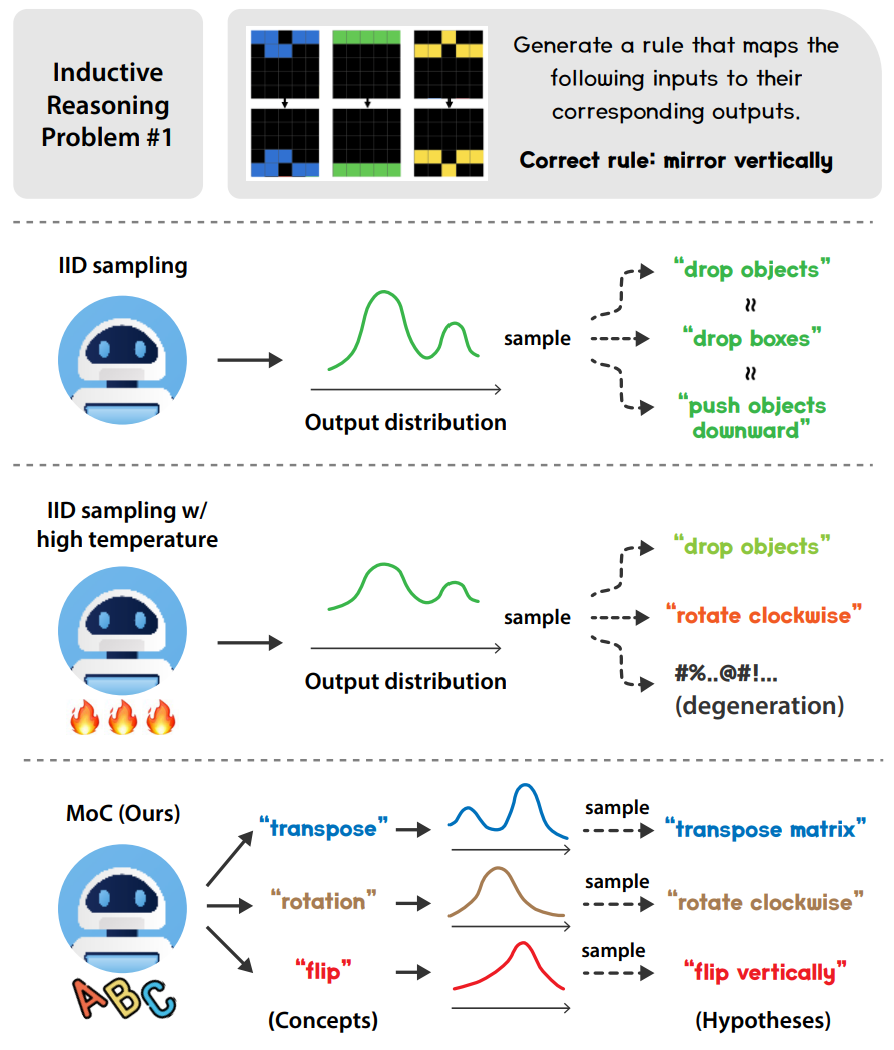 Inductive
Reasoning
Problem #1
Generate a rule that maps the
following inputs to their
corresponding outputs.
Correct rule: mirror vertically
IID sampling
Output distribution
sample
“drop objects”
≈
“drop boxes”
≈
“push objects
downward”
IID sampling w/
high temperature
Output distribution
sample
“drop objects”
“rotate clockwise”
#%..@#!...
(degeneration)
MoC (Ours)
ABC
“transpose”
sample
“transpose matrix”
“rotation”
sample
“rotate clockwise”
“flip”
sample
“flip vertically”
(Concepts)
(Hypotheses)